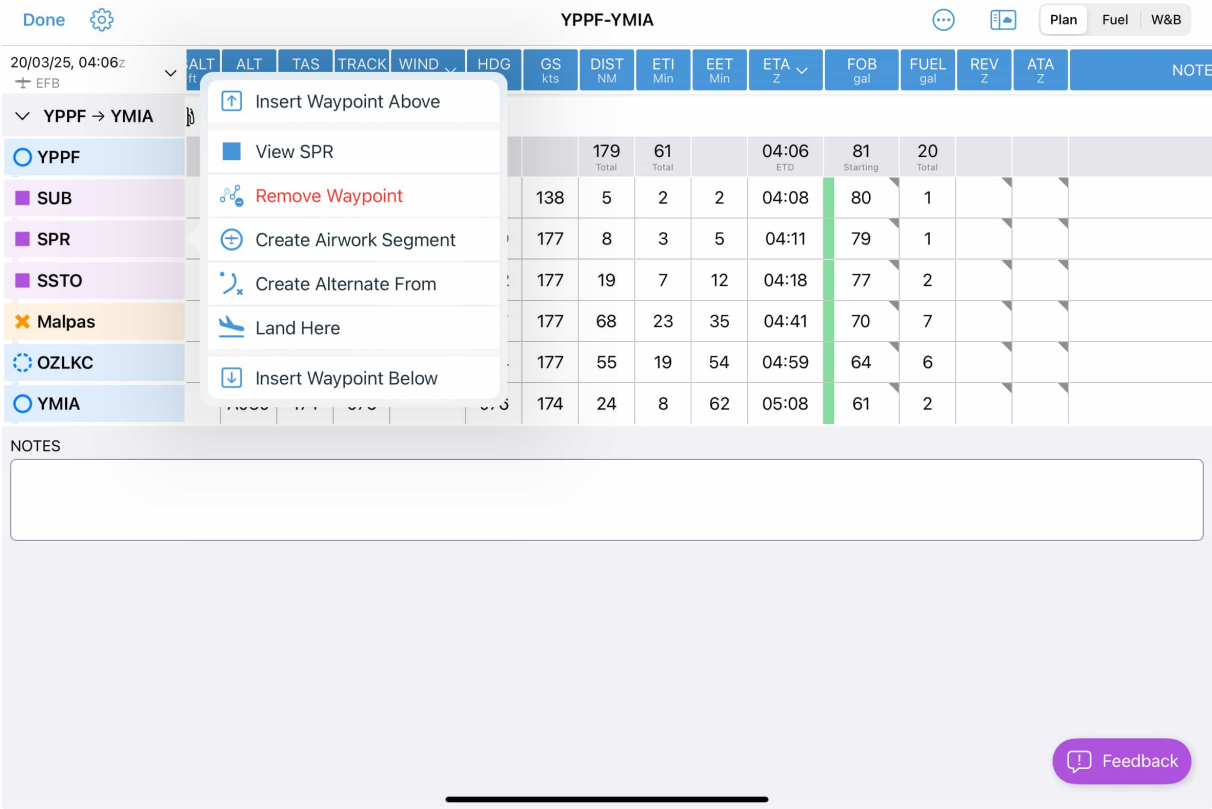 Done YPPF-YMIA Plan Fuel W&B
20/03/25, 04:06z
EFB
ALT ALT TAS TRACK WIND HDG GS DIST ETI EET ETA FOB FUEL REV ATA NOTE
ft kts NM Min Min Z gal gal Z Z
YPPF → YMIA
YPPF 179 61 04:06 81 20
Total Total ETD Starting Total
SUB 138 5 2 2 04:08 80 1
SPR 177 8 3 5 04:11 79 1
SSTO 177 19 7 12 04:18 77 2
Malpas 177 68 23 35 04:41 70 7
OZLKC 177 55 19 54 04:59 64 6
YMIA 174 24 8 62 05:08 61 2
Insert Waypoint Above
View SPR
Remove Waypoint
Create Airwork Segment
Create Alternate From
Land Here
Insert Waypoint Below
NOTES
Feedback